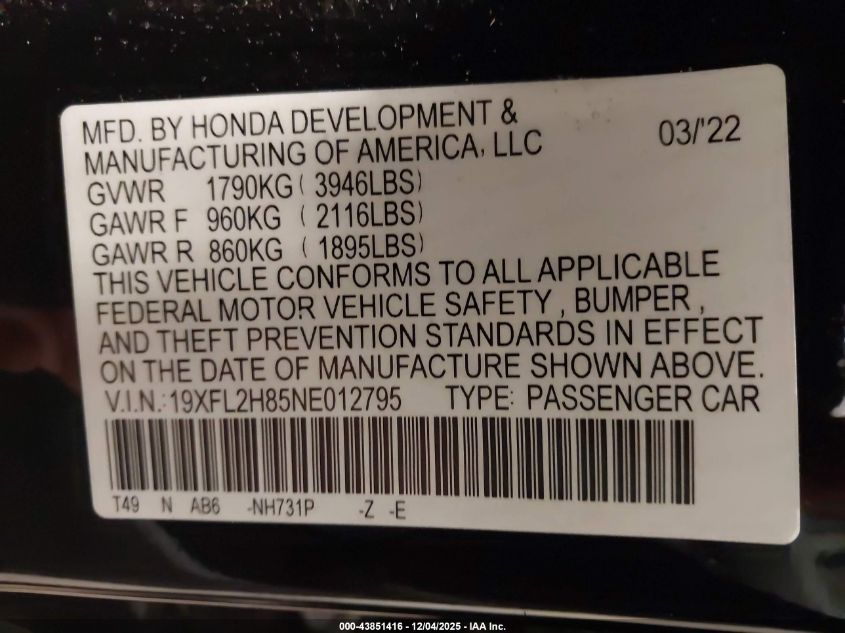 MFD. BY HONDA DEVELOPMENT &
MANUFACTURING OF AMERICA, LLC 03/'22
GVWR 1790KG ( 3946LBS)
GAWR F 960KG ( 2116LBS)
GAWR R 860KG ( 1895LBS)
THIS VEHICLE CONFORMS TO ALL APPLICABLE
FEDERAL MOTOR VEHICLE SAFETY , BUMPER ,
AND THEFT PREVENTION STANDARDS IN EFFECT
ON THE DATE OF MANUFACTURE SHOWN ABOVE.
V.I.N.:19XFL2H85NE012795 TYPE: PASSENGER CAR
T49 N AB6 -NH731P -Z -E
000-43851416 - 12/04/2025 - IAA Inc.